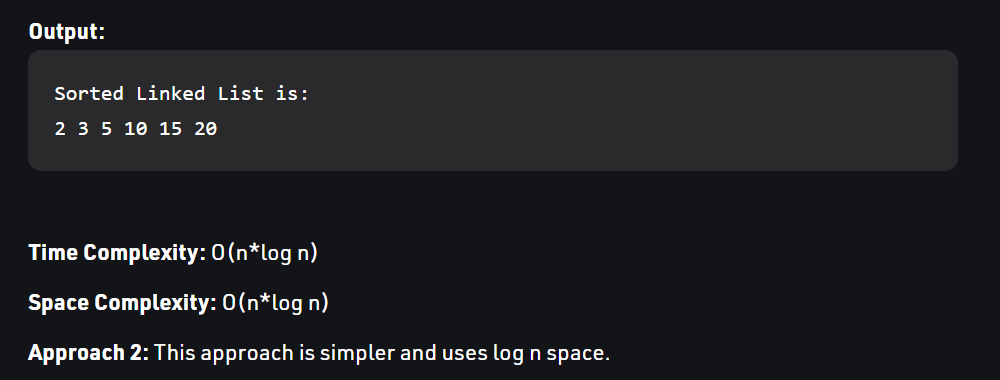 Output:
Sorted Linked List is:
2 3 5 10 15 20
Time Complexity: O(n*log n)
Space Complexity: O(n*log n)
Approach 2: This approach is simpler and uses log n space.